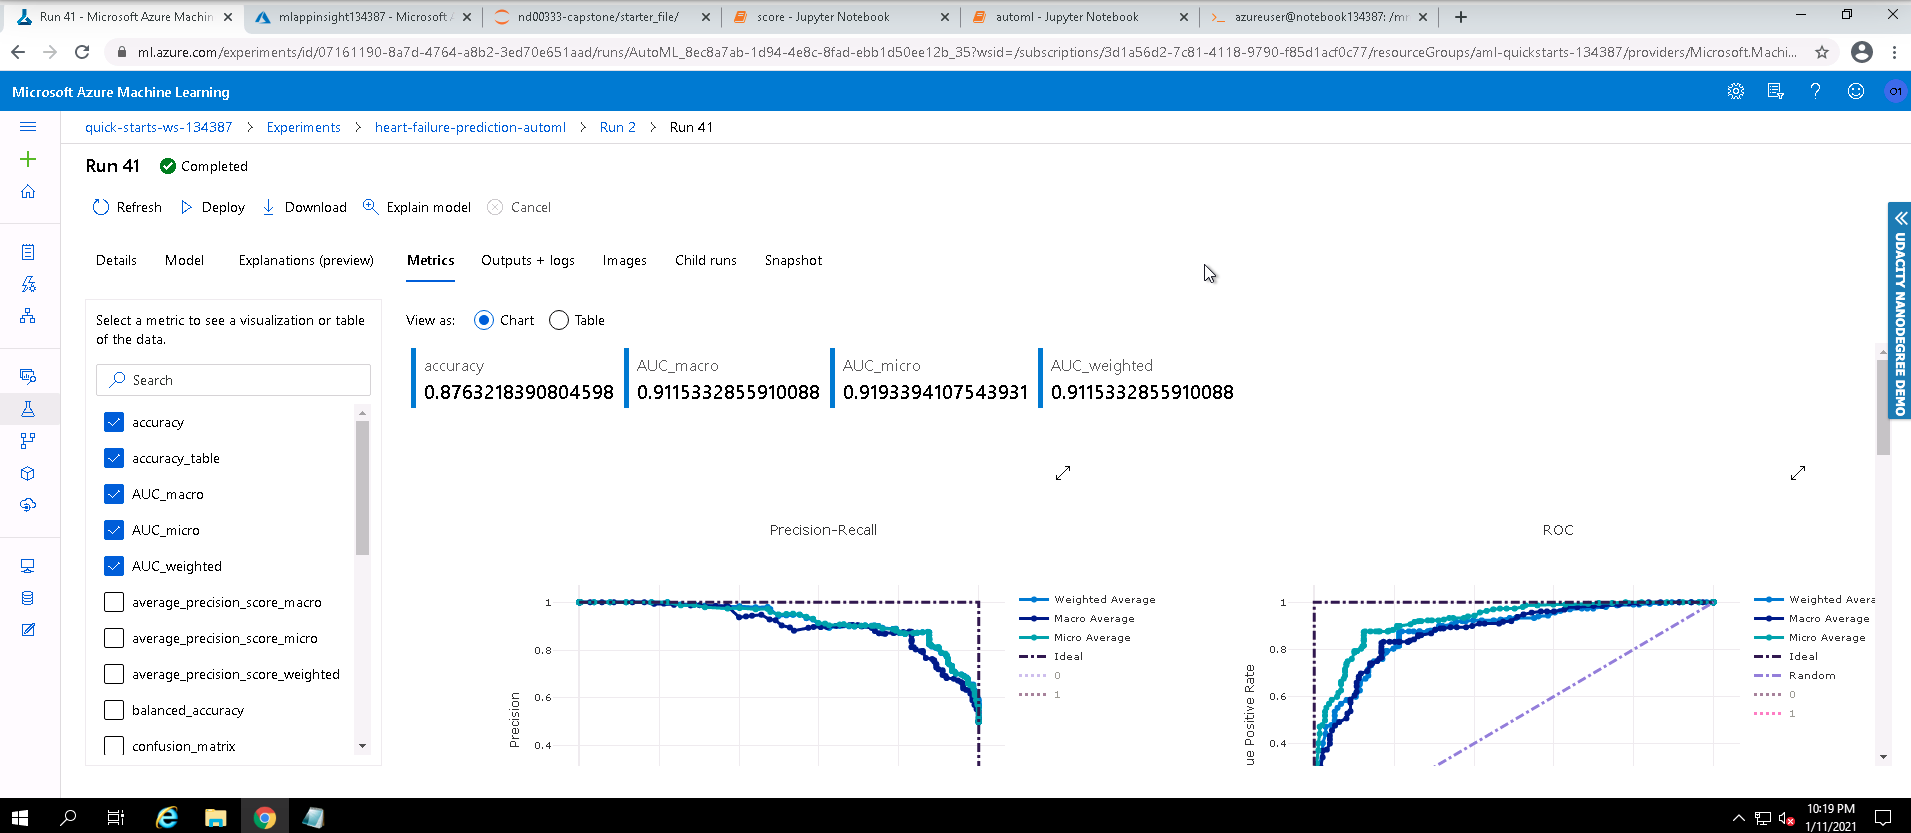 Run 41 - Microsoft Azure Machin
mlappinsight134387 - Microsoft A
nd00333-capstone/starter_file/
score - Jupyter Notebook
automl - Jupyter Notebook
azureuser@notebook134387: /mn
ml.azure.com/experiments/id/07161190-8a7d-4764-a8b2-3ed70e651aad/runs/AutoML_8ec8a7ab-1d94-4e8c-8fad-ebb1d50ee12b_35?wsid=/subscriptions/3d1a56d2-7c81-4118-9790-f85d1acf0c77/resourceGroups/aml-quickstarts-134387/providers/Microsoft.Machi...
Microsoft Azure Machine Learning
O1
quick-starts-ws-134387 > Experiments > heart-failure-prediction-automl > Run 2 > Run 41
Run 41 Completed
Refresh Deploy Download Explain model Cancel
Details Model Explanations (preview) Metrics Outputs + logs Images Child runs Snapshot
UDACITY NANODEGREE DEMO
Select a metric to see a visualization or table
of the data.
Search
accuracy
accuracy_table
AUC_macro
AUC_micro
AUC_weighted
average_precision_score_macro
average_precision_score_micro
average_precision_score_weighted
balanced_accuracy
confusion_matrix
View as: Chart Table
accuracy
0.8763218390804598
AUC_macro
0.9115332855910088
AUC_micro
0.9193394107543931
AUC_weighted
0.9115332855910088
Precision-Recall
Precision
1
0.8
0.6
0.4
Weighted Average
Macro Average
Micro Average
Ideal
0
1
ROC
ue Positive Rate
1
0.8
0.6
0.4
Weighted Avera
Macro Average
Micro Average
Ideal
Random
0
1
10:19 PM
1/11/2021